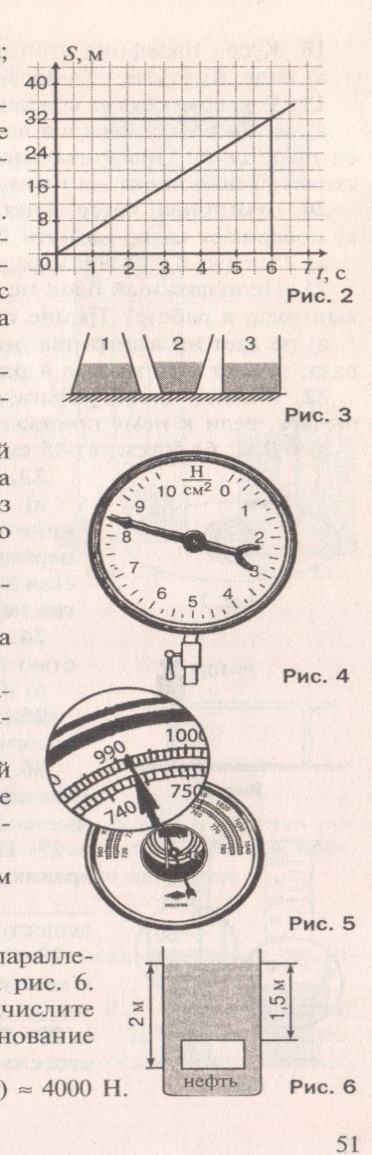 S, м
40
32
24
16
8
0
1 2 3 4 5 6 7 t, с
Рис. 2
1 2
Рис. 3
Н
см²
10 0
9 1
8 2
7 3
6 5 4
Рис. 4
990 1000
740 750
МОСКВА
Рис. 5
паралле-
рис. 6.
числите
нование
) ≈ 4000 Н.
2 м
1,5 м
нефть
Рис. 6
51